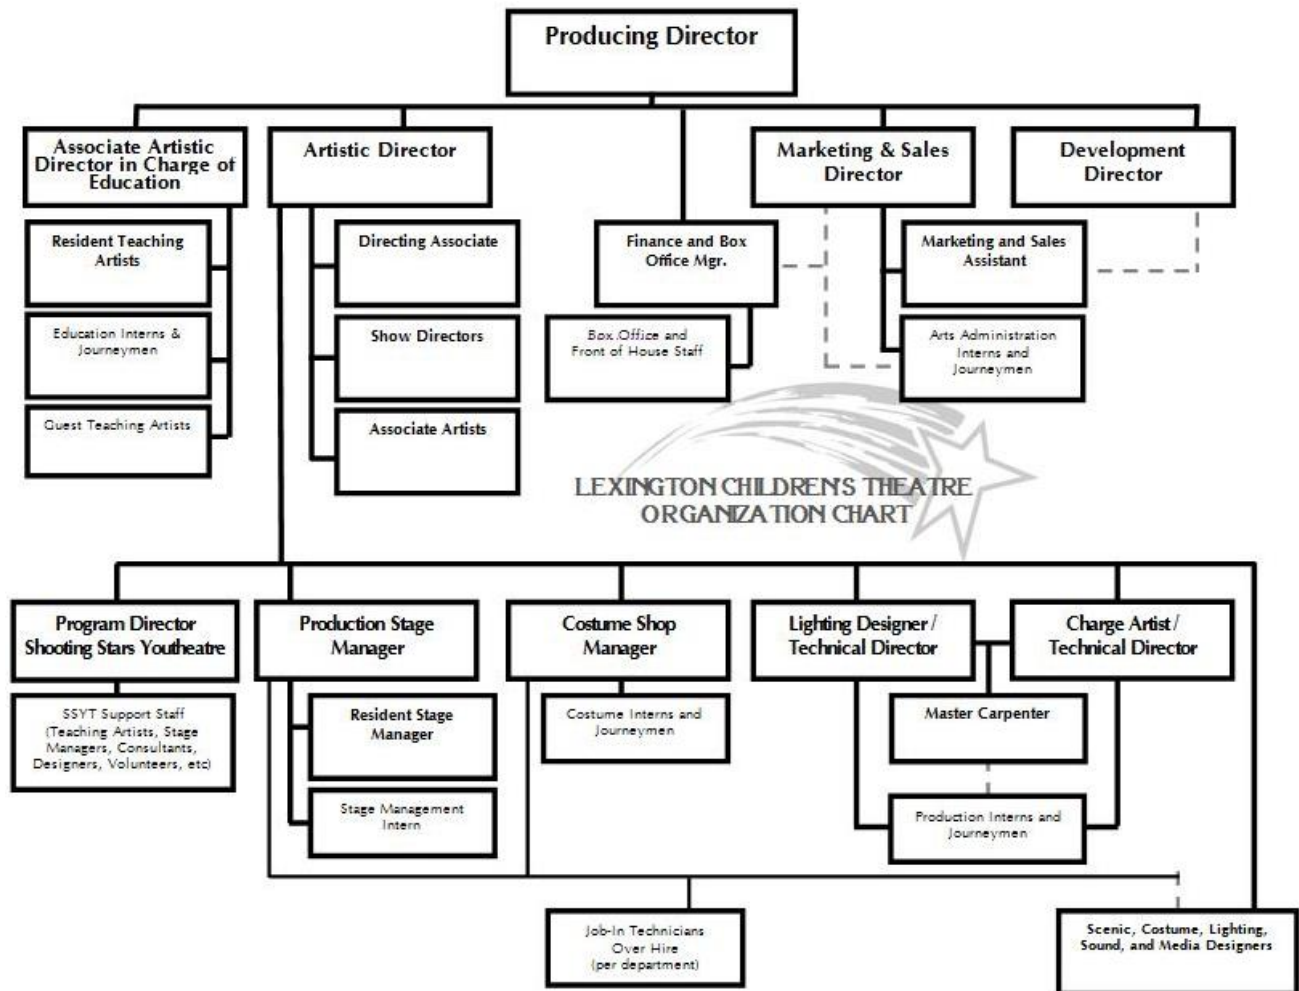 Producing Director
Associate Artistic
Director in Charge of
Education
Artistic Director
Marketing & Sales
Director
Development
Director
Resident Teaching
Artists
Directing Associate
Finance and Box
Office Mgr.
Marketing and Sales
Assistant
Education Interns &
Journeymen
Show Directors
Box Office and
Front of House Staff
Arts Administration
Interns and
Journeymen
Guest Teaching Artists
Associate Artists
LEXINGTON CHILDREN'S THEATRE
ORGANIZATION CHART
Program Director
Shooting Stars Youtheatre
Production Stage
Manager
Costume Shop
Manager
Lighting Designer /
Technical Director
Charge Artist /
Technical Director
SSYT Support Staff
(Teaching Artists, Stage
Managers, Consultants,
Designers, Volunteers, etc)
Resident Stage
Manager
Costume Interns and
Journeymen
Master Carpenter
Stage Management
Intern
Production Interns and
Journeymen
Job-In Technicians
Over Hire
(per department)
Scenic, Costume, Lighting,
Sound, and Media Designers